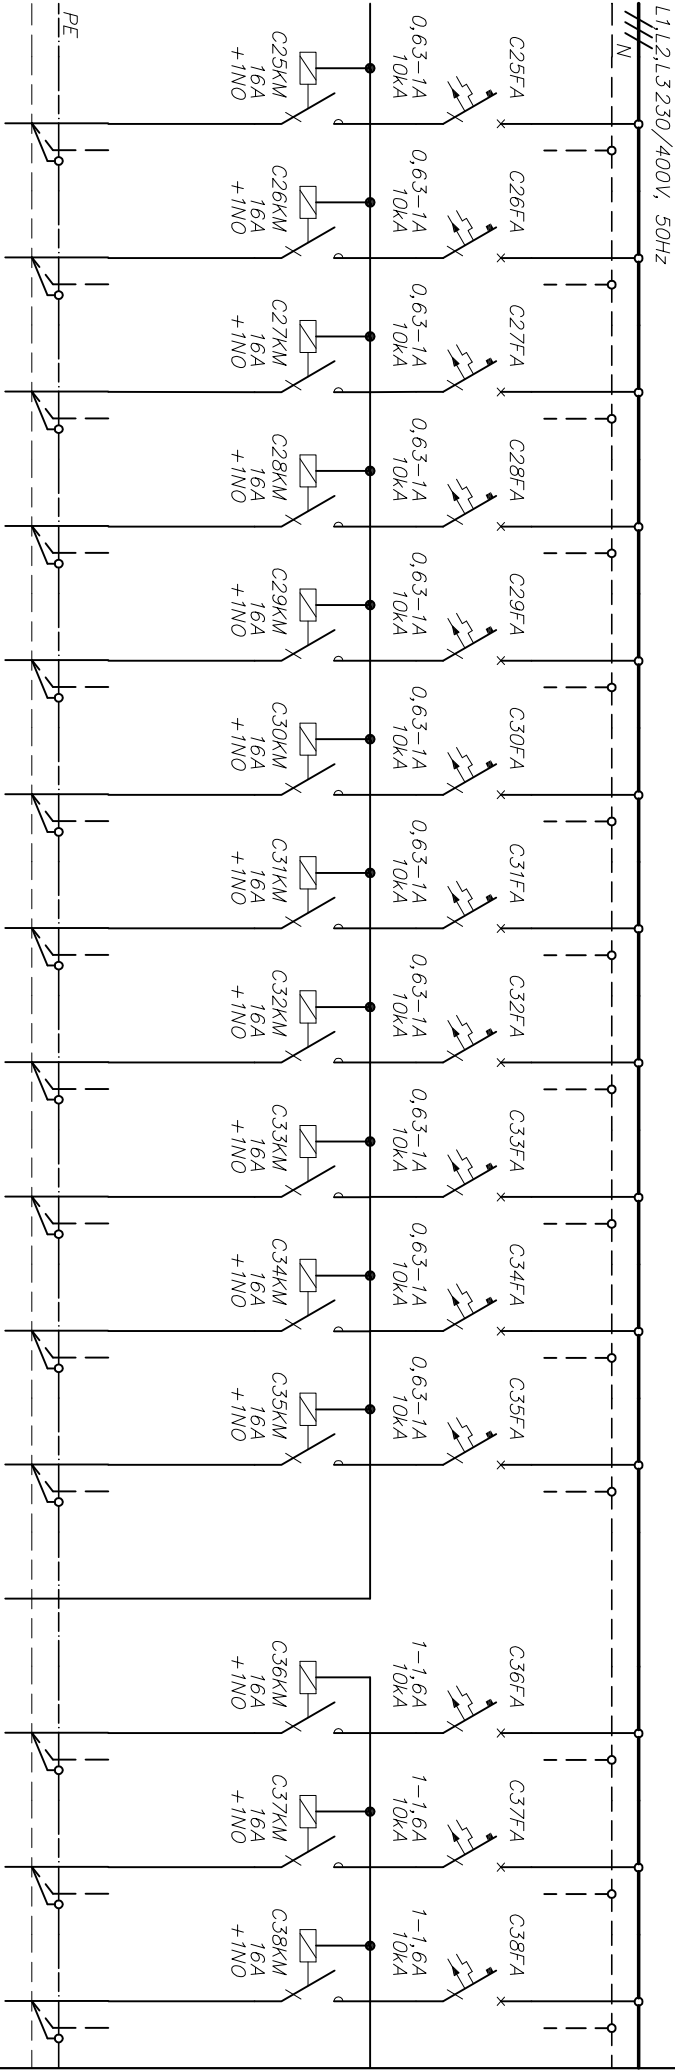 L1,L2,L3 230/400V, 50Hz
N
C25FA
0,63-1A
10kA
C25KM
16A
+1NO
C26FA
0,63-1A
10kA
C26KM
16A
+1NO
C27FA
0,63-1A
10kA
C27KM
16A
+1NO
C28FA
0,63-1A
10kA
C28KM
16A
+1NO
C29FA
0,63-1A
10kA
C29KM
16A
+1NO
C30FA
0,63-1A
10kA
C30KM
16A
+1NO
C31FA
0,63-1A
10kA
C31KM
16A
+1NO
C32FA
0,63-1A
10kA
C32KM
16A
+1NO
C33FA
0,63-1A
10kA
C33KM
16A
+1NO
C34FA
0,63-1A
10kA
C34KM
16A
+1NO
C35FA
0,63-1A
10kA
C35KM
16A
+1NO
C36FA
1-1,6A
10kA
C36KM
16A
+1NO
C37FA
1-1,6A
10kA
C37KM
16A
+1NO
C38FA
1-1,6A
10kA
C38KM
16A
+1NO
PE